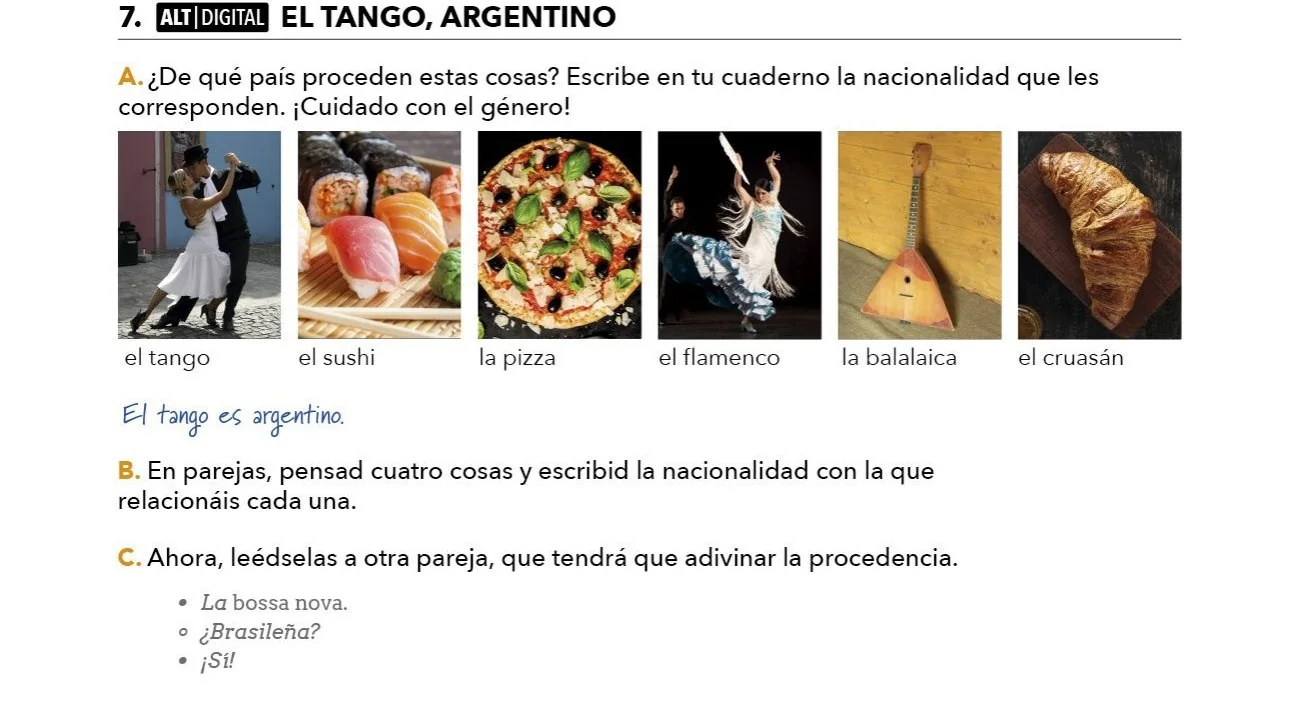 7. ALT|DIGITAL EL TANGO, ARGENTINO
A. ¿De qué país proceden estas cosas? Escribe en tu cuaderno la nacionalidad que les
corresponden. ¡Cuidado con el género!
el tango el sushi la pizza el flamenco la balalaica el cruasán
El tango es argentino.
B. En parejas, pensad cuatro cosas y escribid la nacionalidad con la que
relacionáis cada una.
C. Ahora, leédselas a otra pareja, que tendrá que adivinar la procedencia.
• La bossa nova.
○ ¿Brasileña?
• ¡Sí!